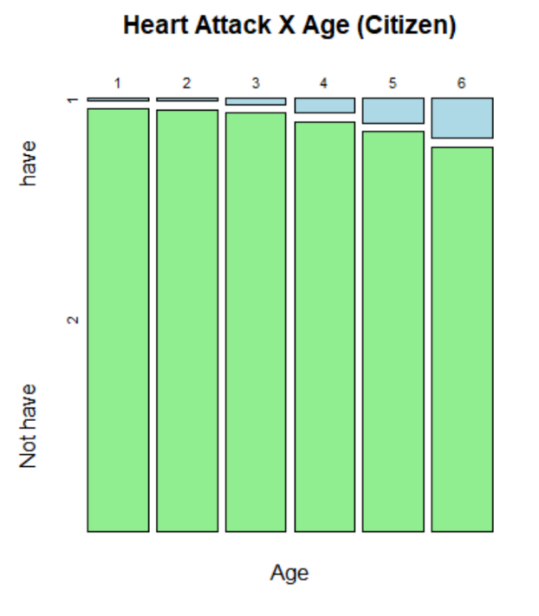 Heart Attack X Age (Citizen)
1 2 3 4 5 6
1
have
2
Not have
Age